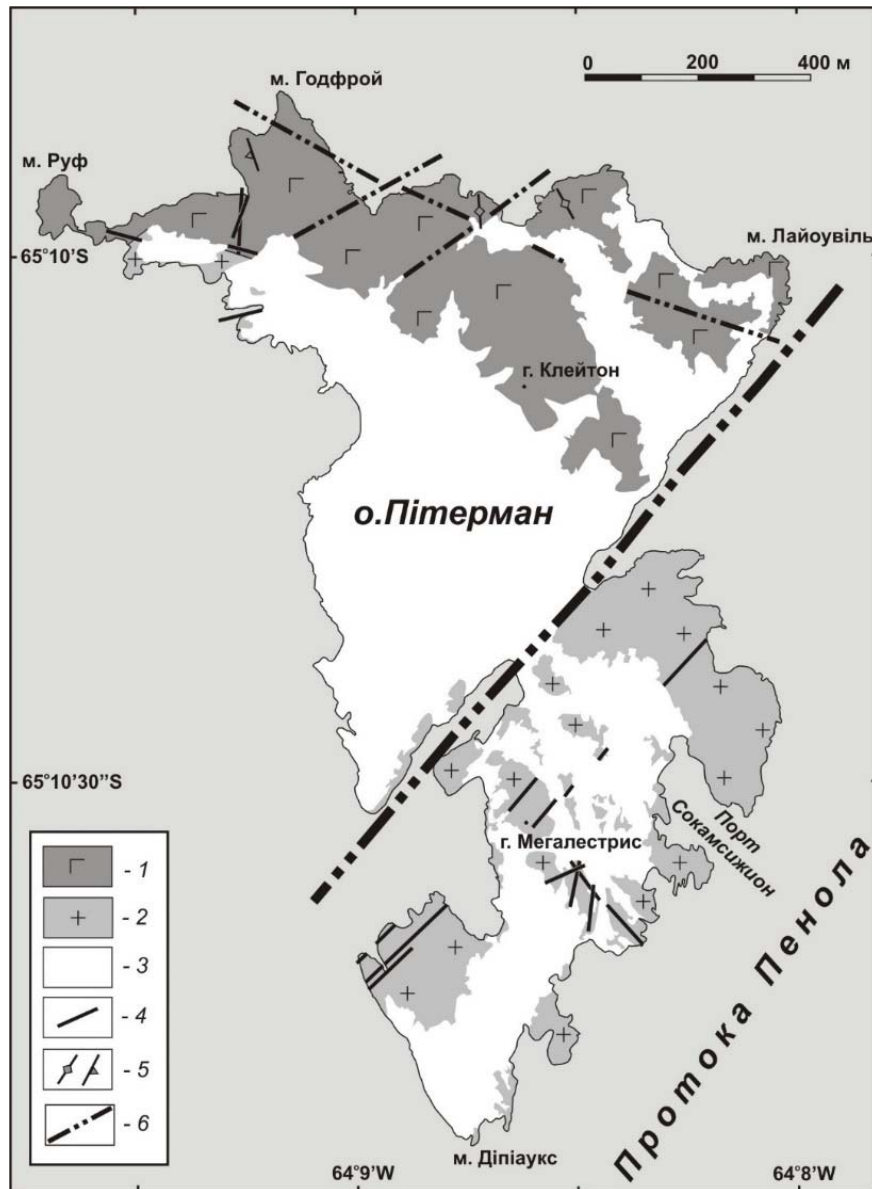 м. Годфрой
0 200 400 м
м. Руф
65°10'S
м. Лайоувіль
г. Клейтон
о.Пітерман
65°10'30''S
г. Мегалестрис
Порт
Сокамсижион
Протока Пенола
- 1
- 2
- 3
- 4
- 5
- 6
м. Діпіаукс
64°9'W
64°8'W